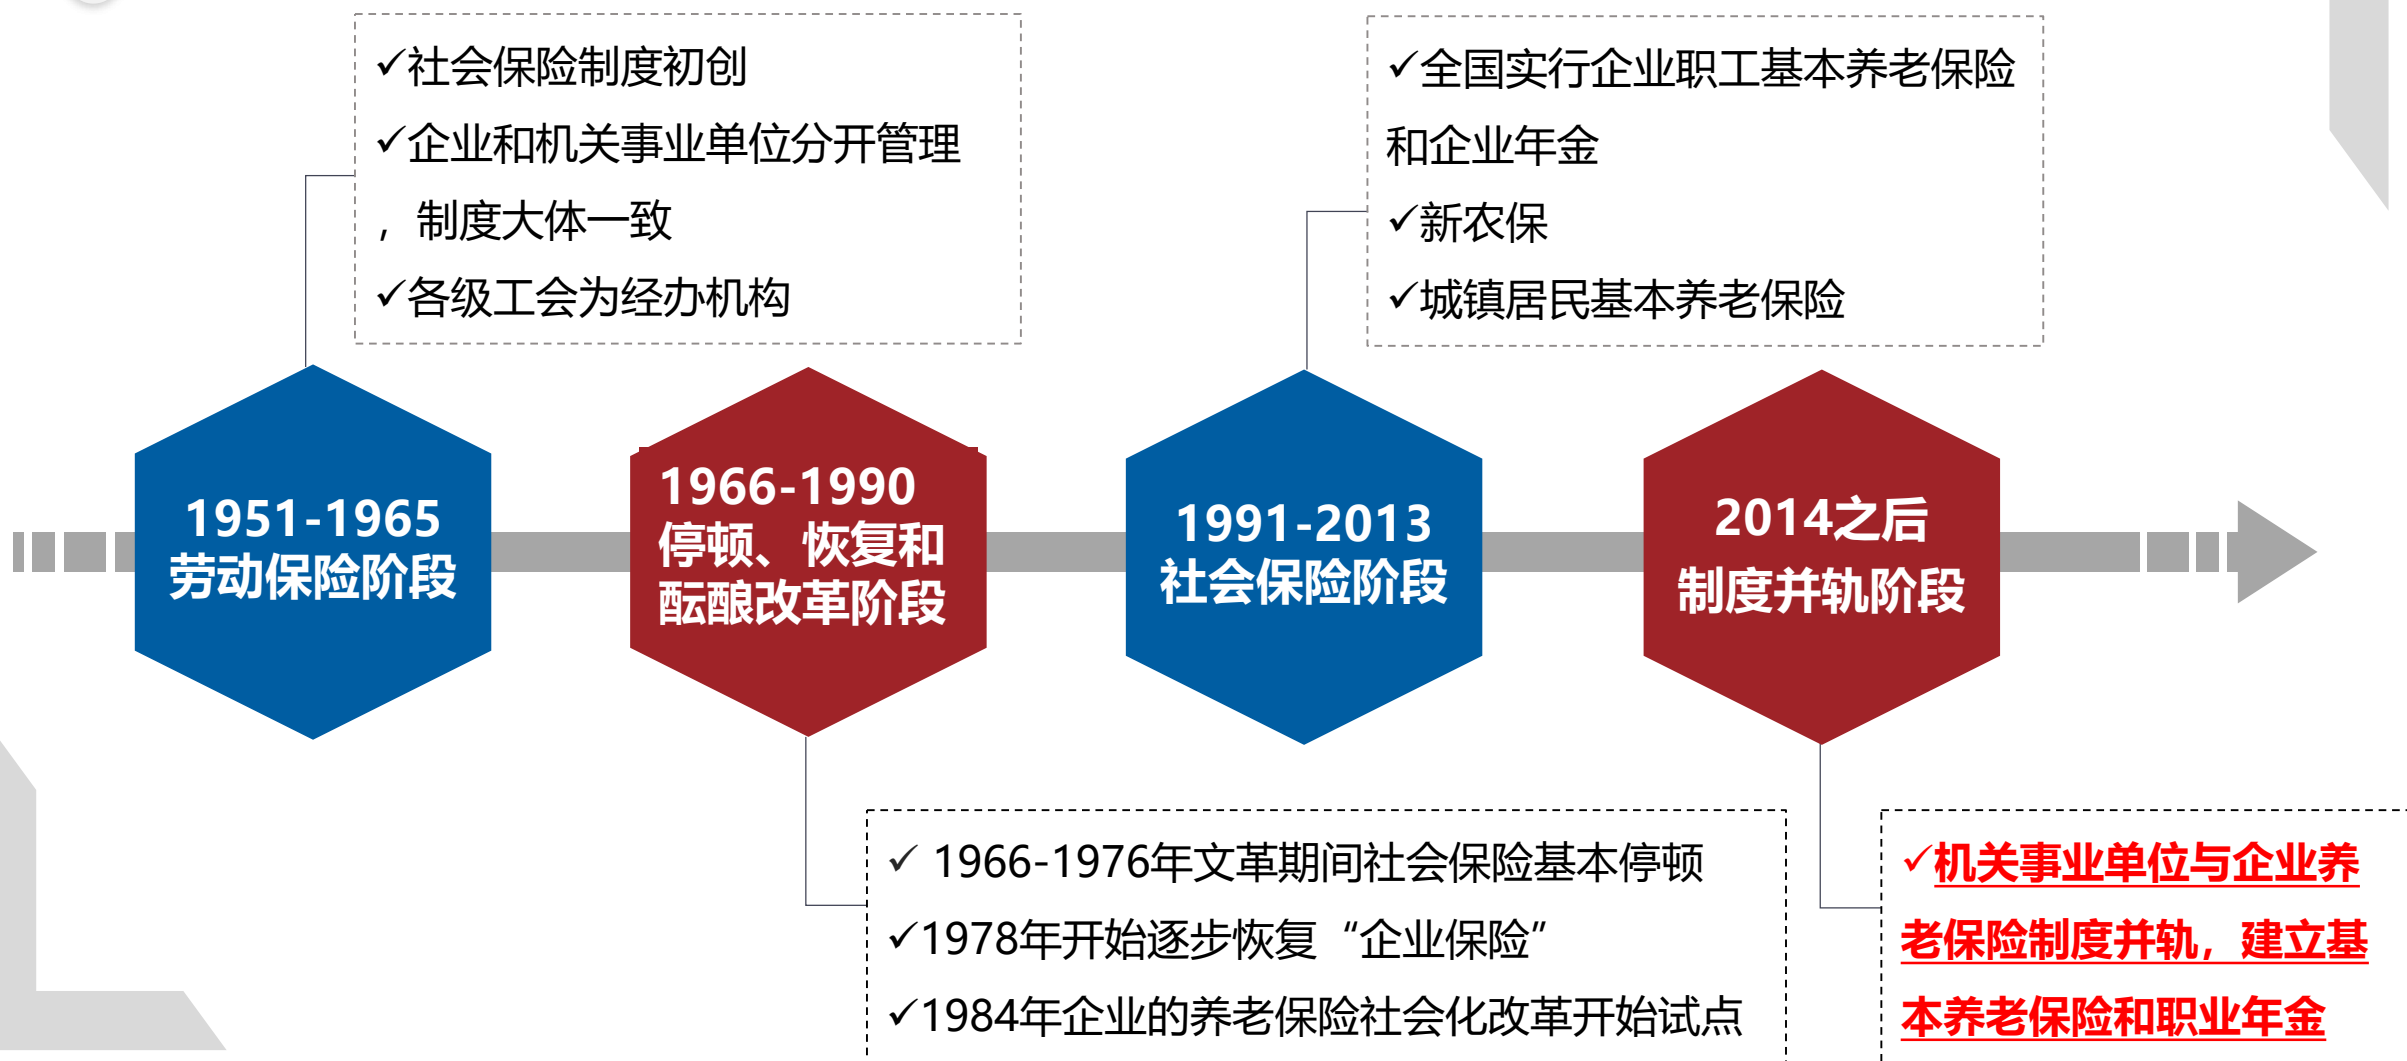 ✓社会保险制度初创
✓企业和机关事业单位分开管理
，制度大体一致
✓各级工会为经办机构
✓全国实行企业职工基本养老保险
和企业年金
✓新农保
✓城镇居民基本养老保险
1951-1965
劳动保险阶段
1966-1990
停顿、恢复和
酝酿改革阶段
1991-2013
社会保险阶段
2014之后
制度并轨阶段
✓ 1966-1976年文革期间社会保险基本停顿
✓1978年开始逐步恢复“企业保险”
✓1984年企业的养老保险社会化改革开始试点
✓机关事业单位与企业养
老保险制度并轨，建立基
本养老保险和职业年金